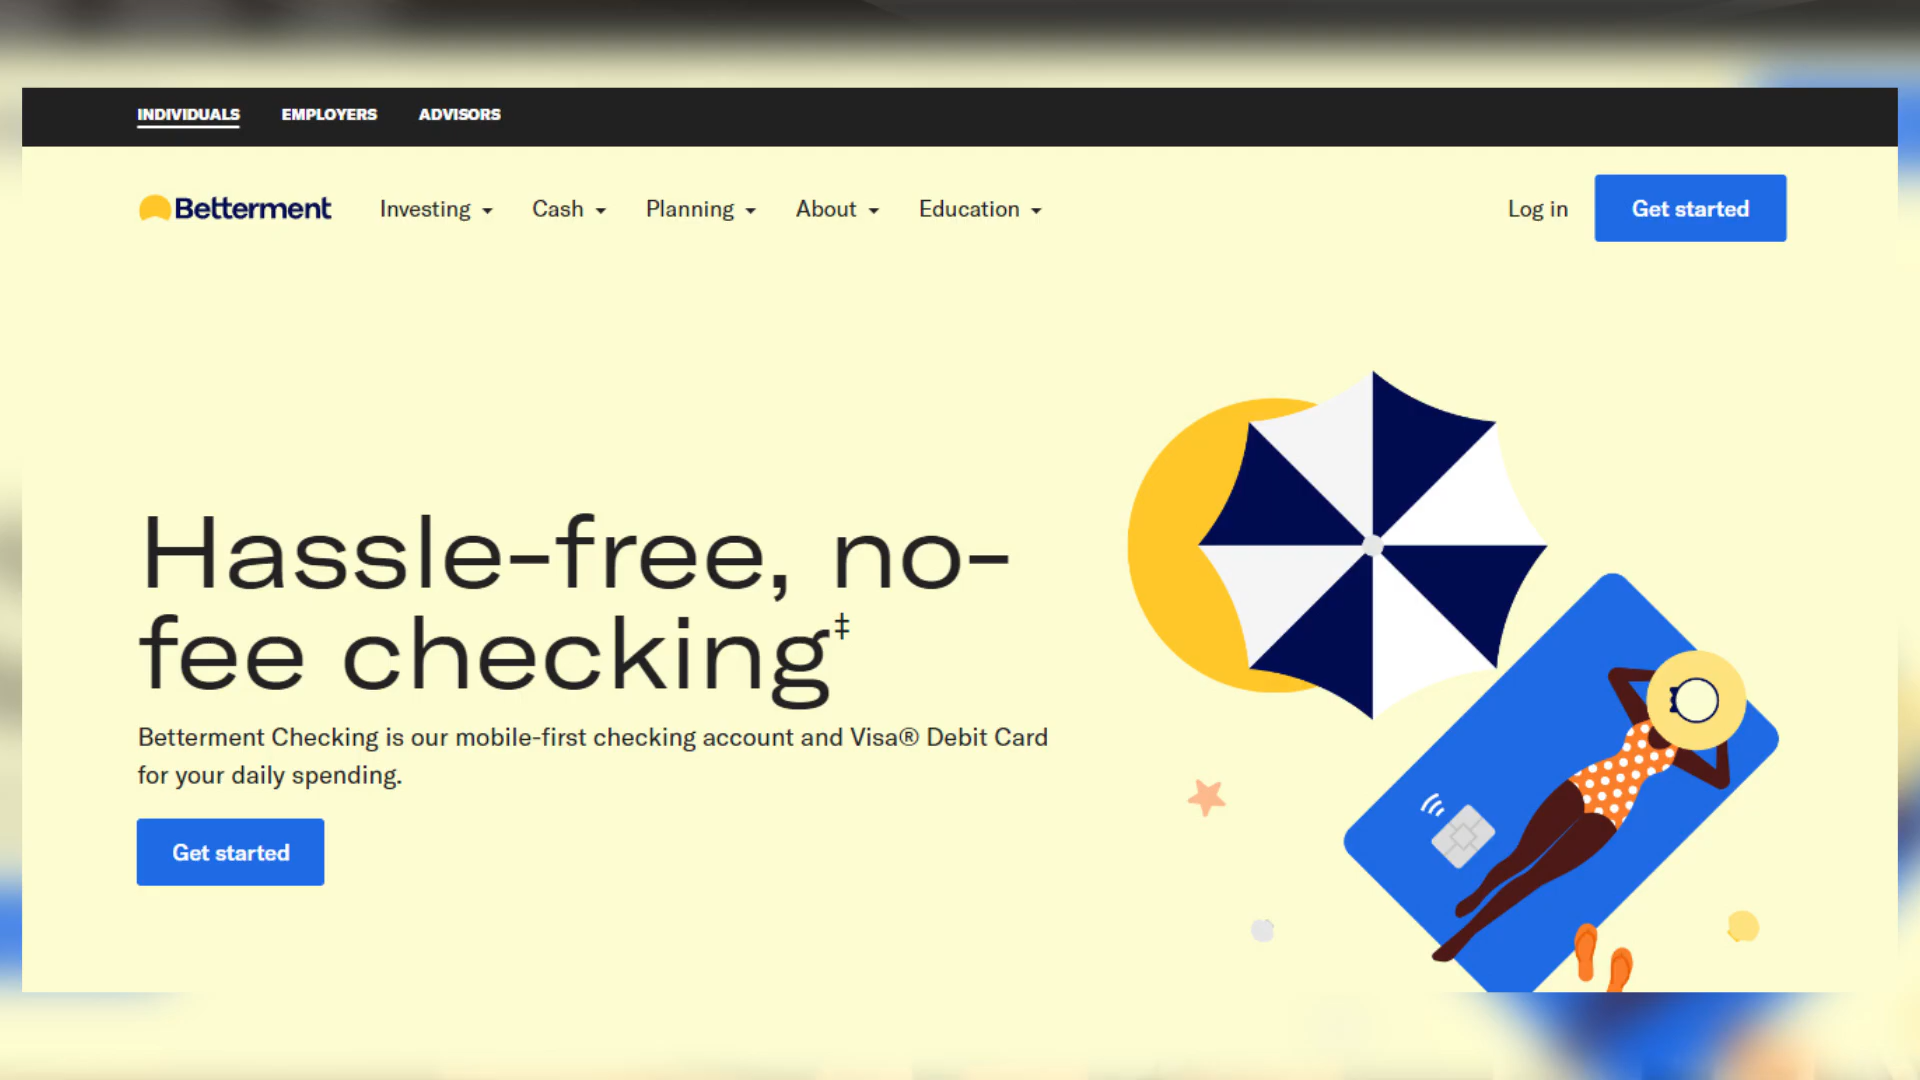 INDIVIDUALS EMPLOYERS ADVISORS
Betterment Investing Cash Planning About Education Log in Get started
Hassle-free, no-
fee checking‡
Betterment Checking is our mobile-first checking account and Visa® Debit Card
for your daily spending.
Get started